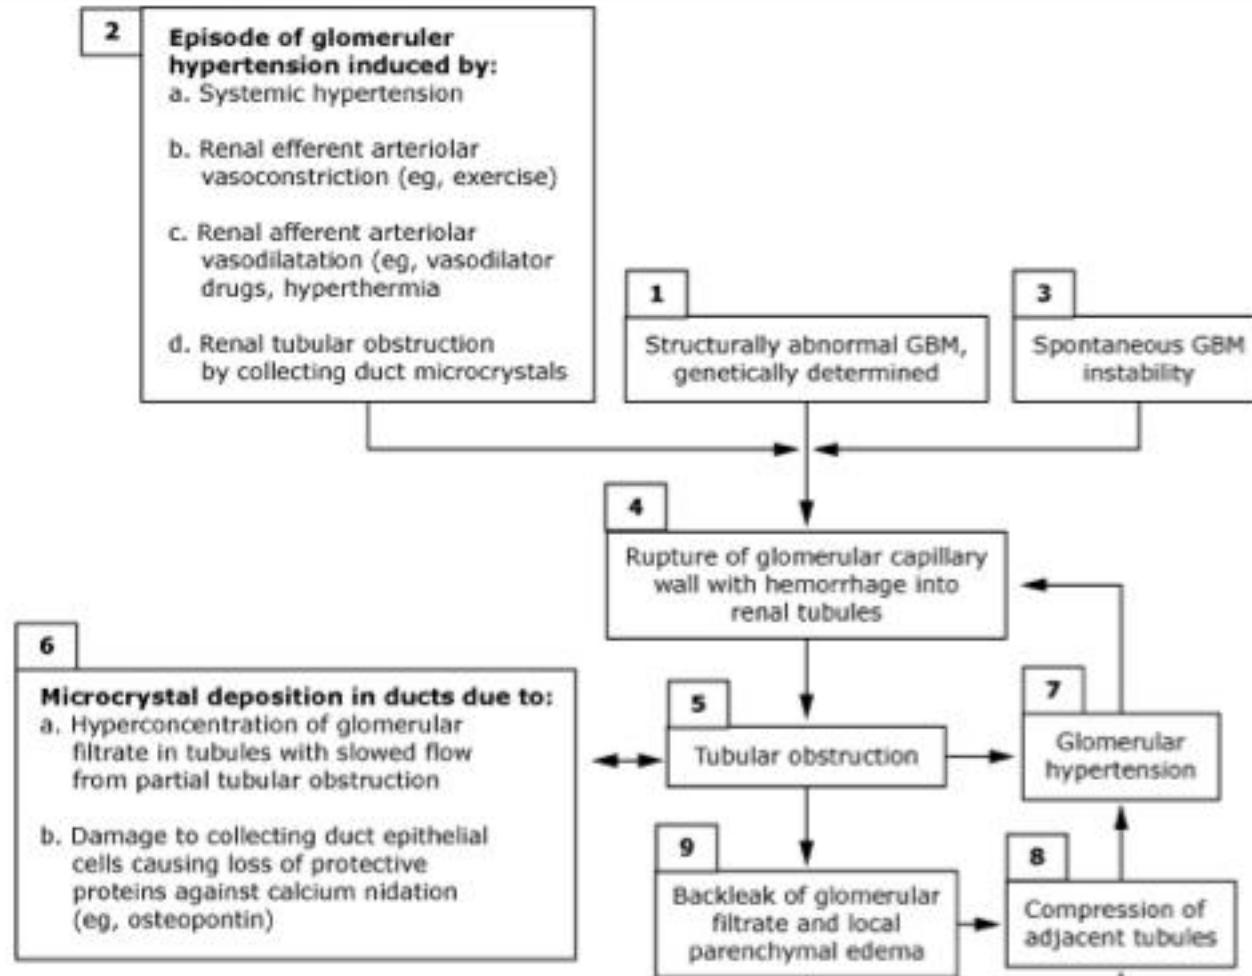 2
Episode of glomeruler
hypertension induced by:
a. Systemic hypertension
b. Renal efferent arteriolar
vasoconstriction (eg, exercise)
c. Renal afferent arteriolar
vasodilatation (eg, vasodilator
drugs, hyperthermia
d. Renal tubular obstruction
by collecting duct microcrystals
1
Structurally abnormal GBM,
genetically determined
3
Spontaneous GBM
instability
4
Rupture of glomerular capillary
wall with hemorrhage into
renal tubules
6
Microcrystal deposition in ducts due to:
a. Hyperconcentration of glomerular
filtrate in tubules with slowed flow
from partial tubular obstruction
b. Damage to collecting duct epithelial
cells causing loss of protective
proteins against calcium nidation
(eg, osteopontin)
5
Tubular obstruction
7
Glomerular
hypertension
9
Backleak of glomerular
filtrate and local
parenchymal edema
8
Compression of
adjacent tubules